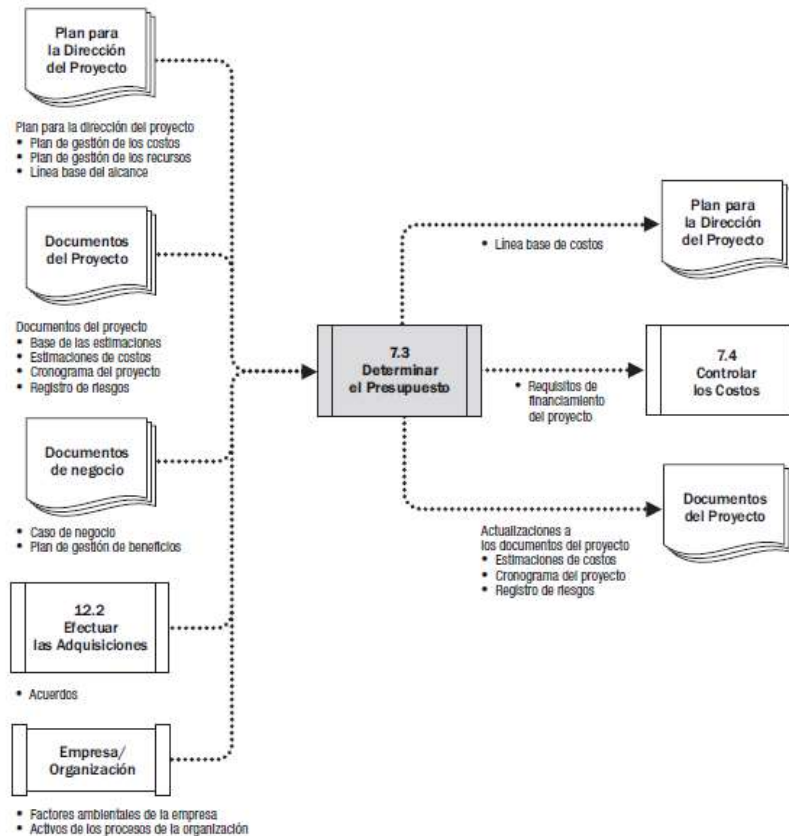 Plan para
la Dirección
del Proyecto
Plan para la dirección del proyecto
• Plan de gestión de los costos
• Plan de gestión de los recursos
• Línea base del alcance
Documentos
del Proyecto
Documentos del proyecto
• Base de las estimaciones
• Estimaciones de costos
• Cronograma del proyecto
• Registro de riesgos
Documentos
de negocio
• Caso de negocio
• Plan de gestión de beneficios
12.2
Efectuar
las Adquisiciones
• Acuerdos
Empresa/
Organización
• Factores ambientales de la empresa
• Activos de los procesos de la organización
7.3
Determinar
el Presupuesto
• Línea base de costos
Plan para
la Dirección
del Proyecto
• Requisitos de
financiamiento
del proyecto
7.4
Controlar
los Costos
Actualizaciones a
los documentos del proyecto
• Estimaciones de costos
• Cronograma del proyecto
• Registro de riesgos
Documentos
del Proyecto